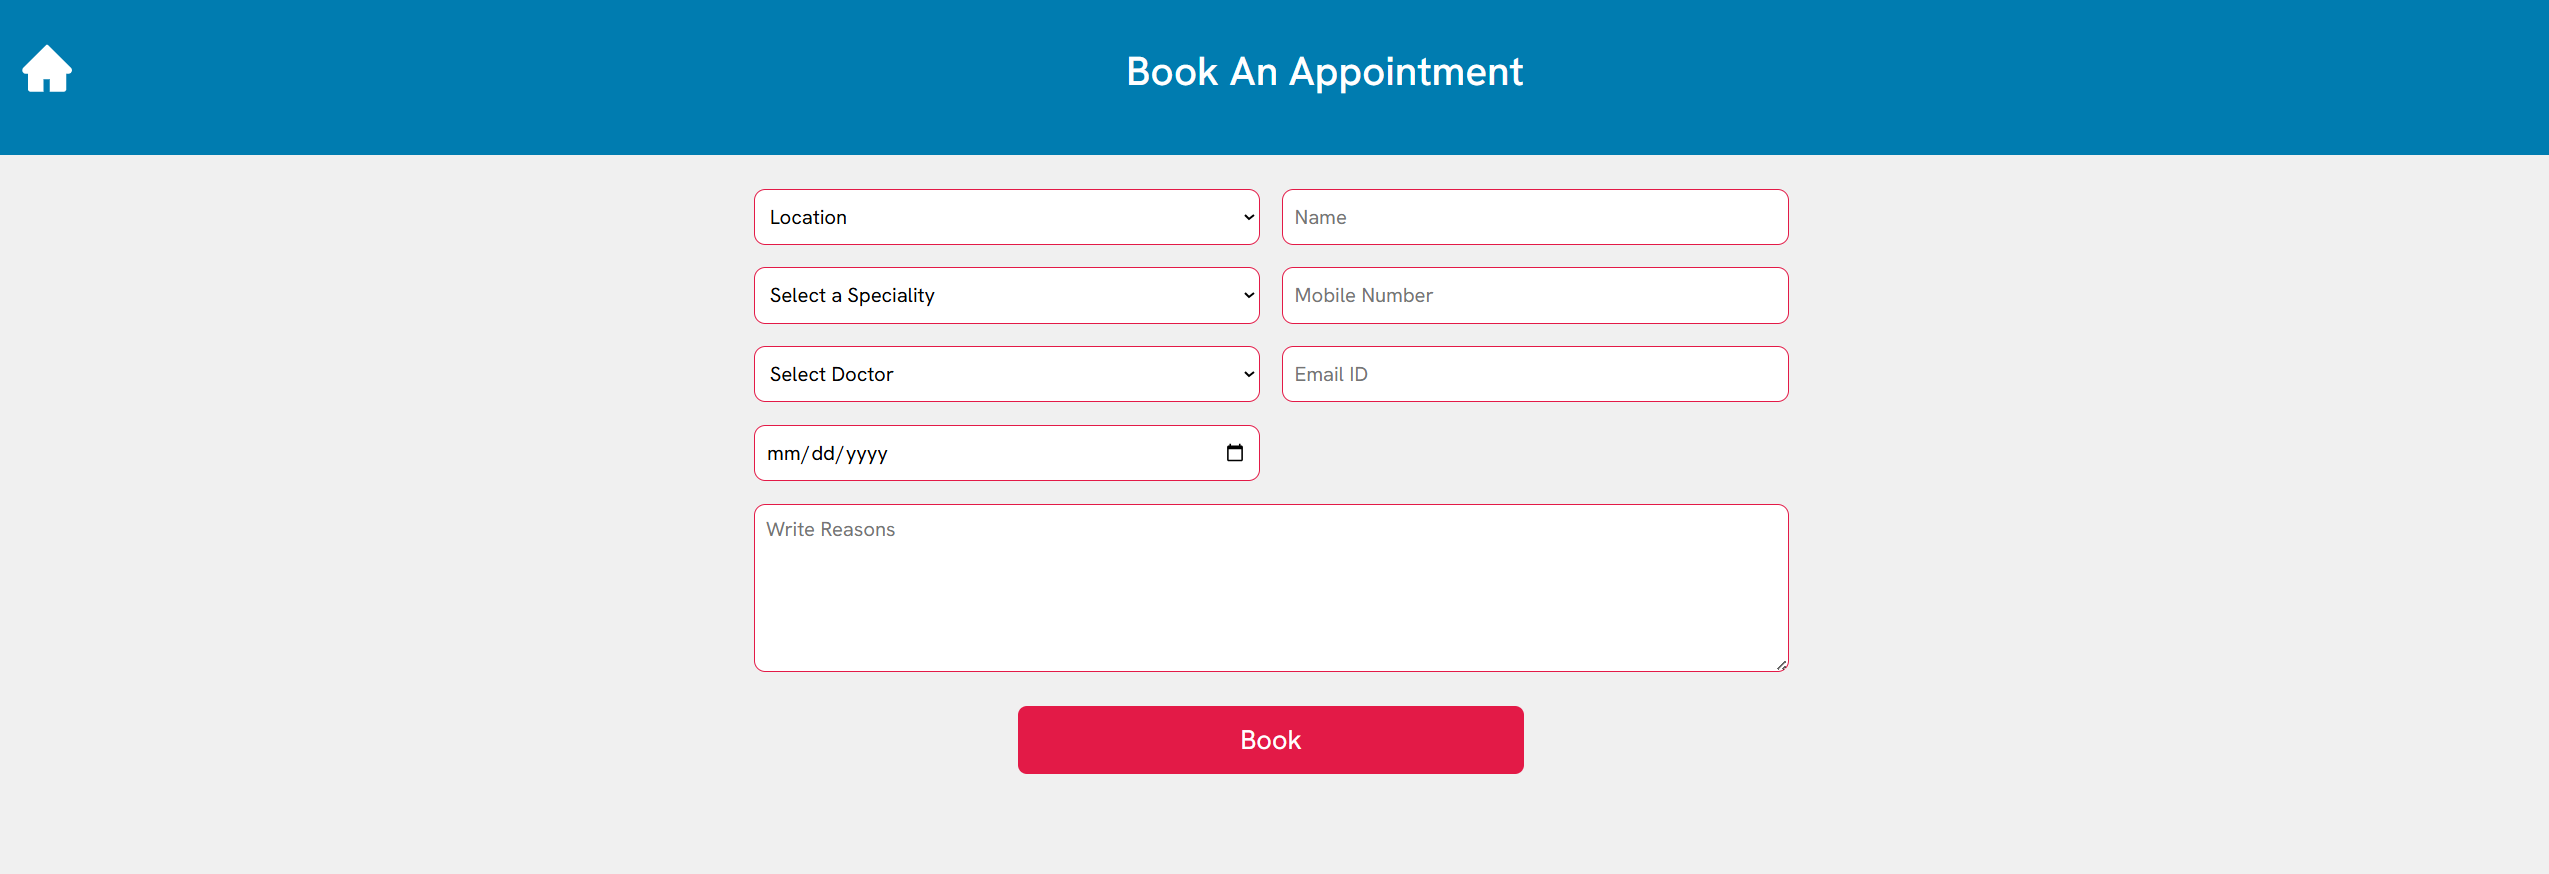 Book An Appointment
Location
Name
Select a Speciality
Mobile Number
Select Doctor
Email ID
mm/dd/yyyy
Write Reasons
Book